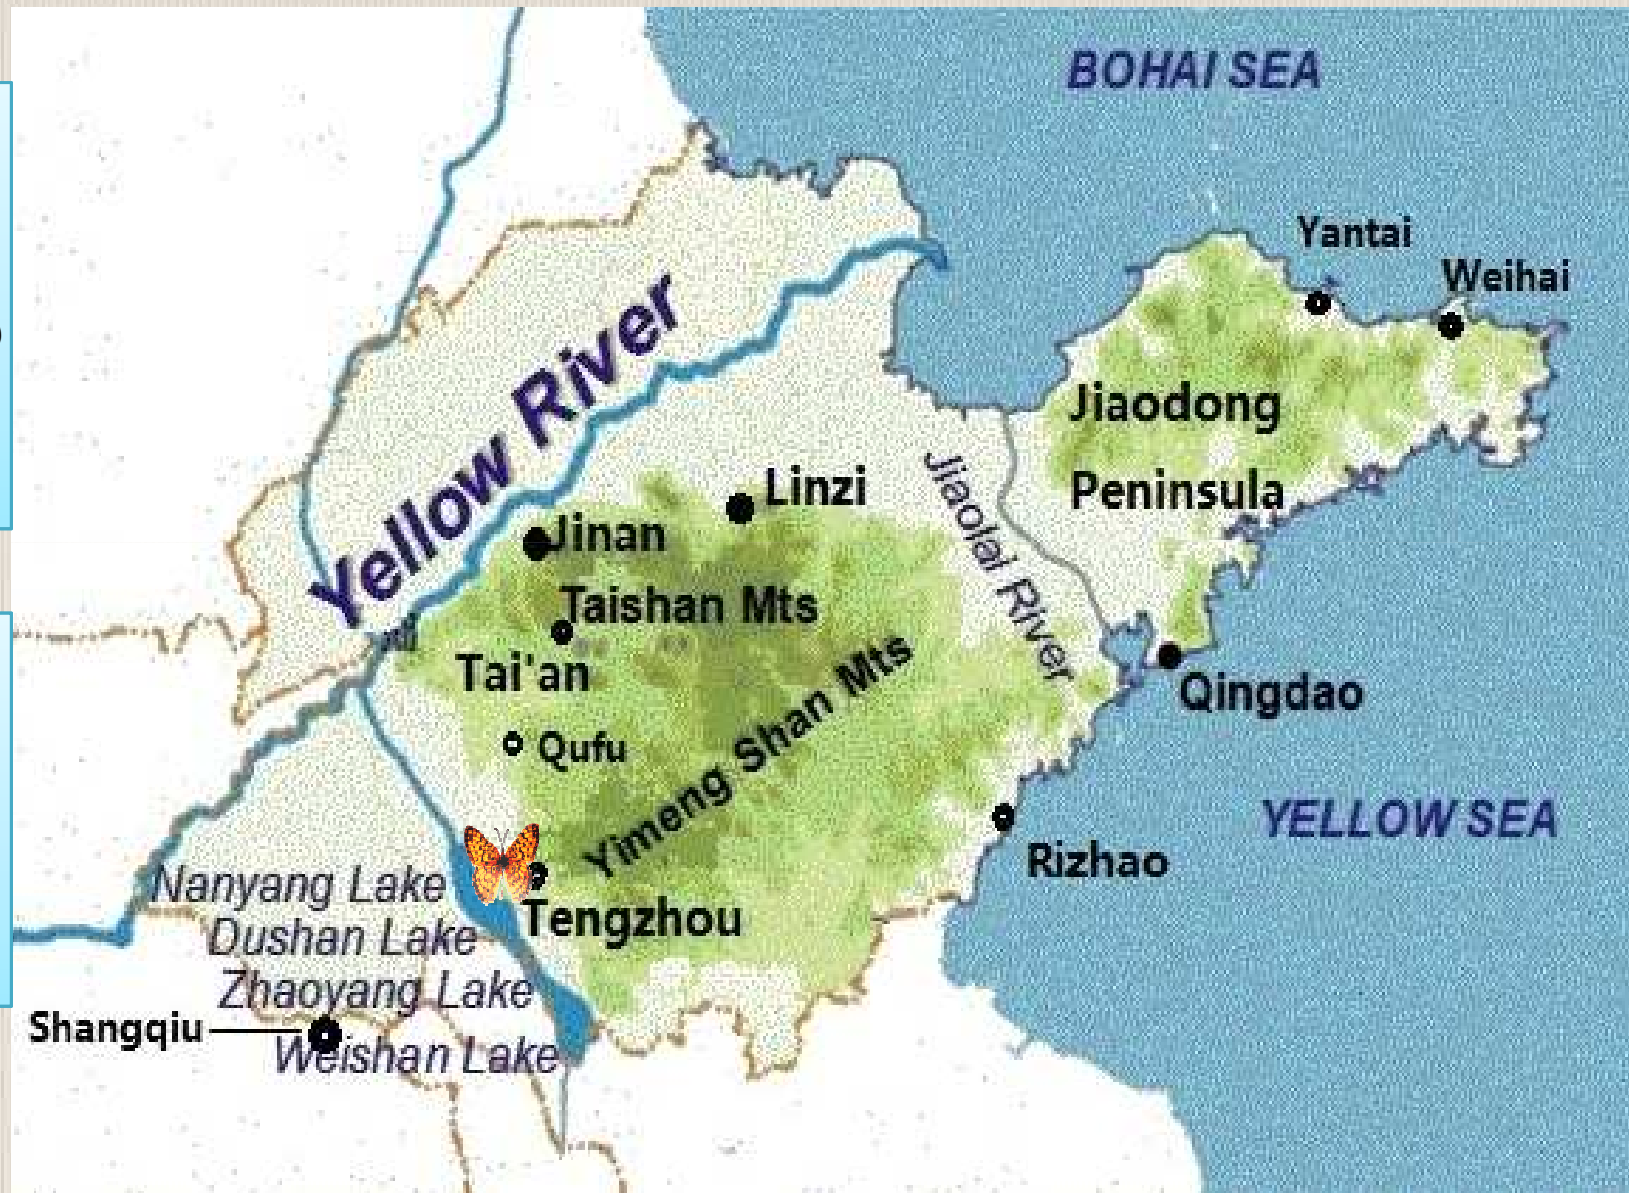 BOHAI SEA
Yantai
Weihai
Yellow River
Jiaodong
Peninsula
Linzi
Jiaolai River
Jinan
Taishan Mts
Tai'an
Qingdao
Qufu
Yimeng Shan Mts
YELLOW SEA
Rizhao
Nanyang Lake
Tengzhou
Dushan Lake
Zhaoyang Lake
Shangqiu
Weishan Lake